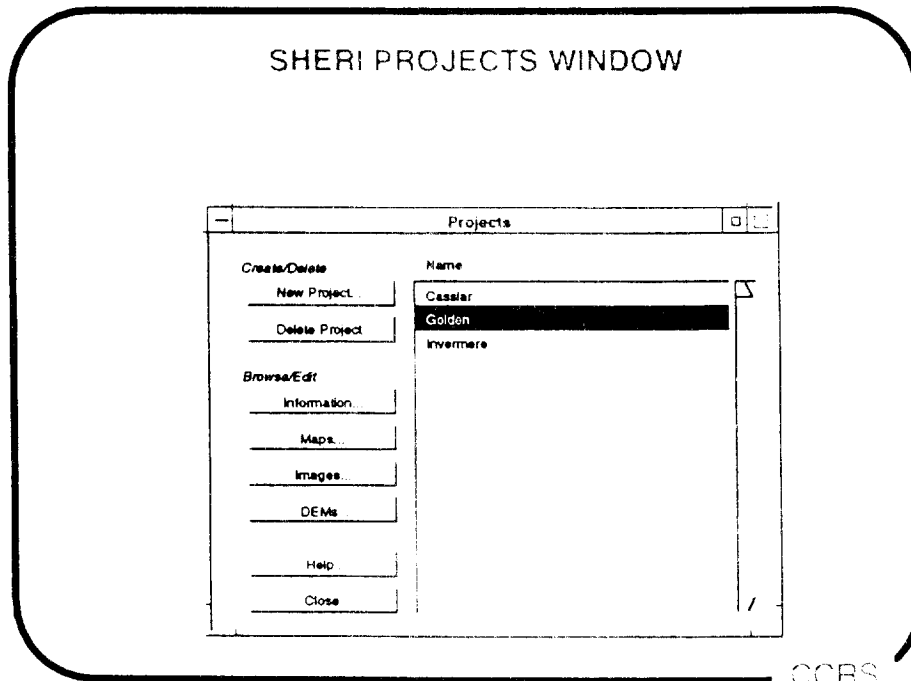 SHERI PROJECTS WINDOW
Projects
Create/Delete
New Project...
Delete Project
Browse/Edit
Information...
Maps...
Images...
DEMs...
Help...
Close
Name
Cassiar
Golden
Invermere
CCRS